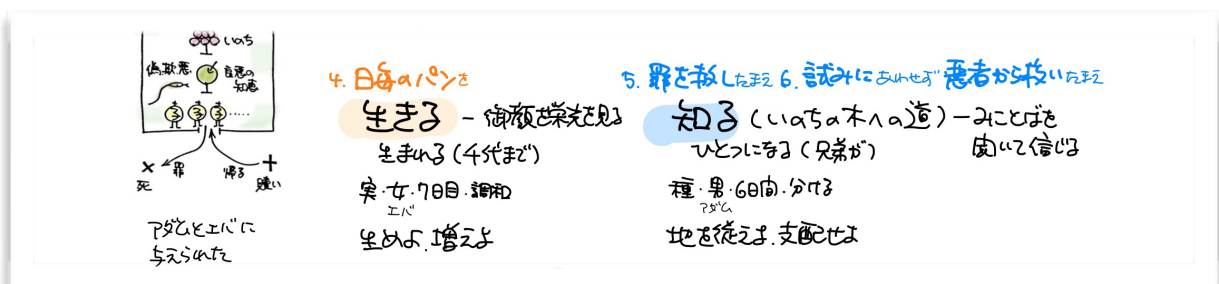 いのち
偽欺悪
良悪の
知恵
子 子 子 ……
× 罪 帰る +
死 贖い
アダムとエバに
与えられた
4. 日毎のパンを
生きる － 御顔を栄光を見る
生まれる（千代まで）
実・女・7日目・調和
エバ
生めよ、増えよ
5. 罪を赦したまえ 6. 試みにあわせず 悪者から救いたまえ
知る（いのちの木への道）－みことばを
ひとつになる（兄弟が） 聞いて信じる
種・男・6日間・分ける
アダム
地を従えよ、支配せよ